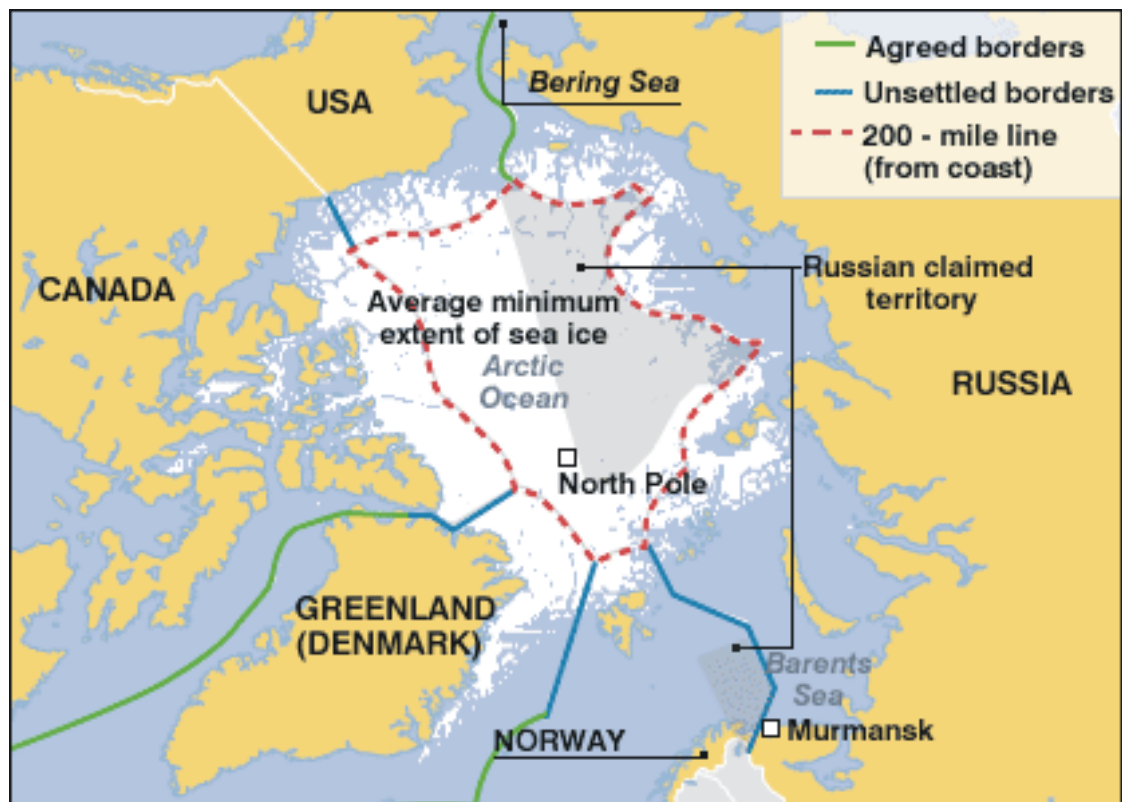 Agreed borders
Unsettled borders
200 - mile line
(from coast)
Bering Sea
USA
CANADA
Russian claimed
territory
Average minimum
extent of sea ice
Arctic
Ocean
RUSSIA
North Pole
GREENLAND
(DENMARK)
Barents
Sea
NORWAY
Murmansk